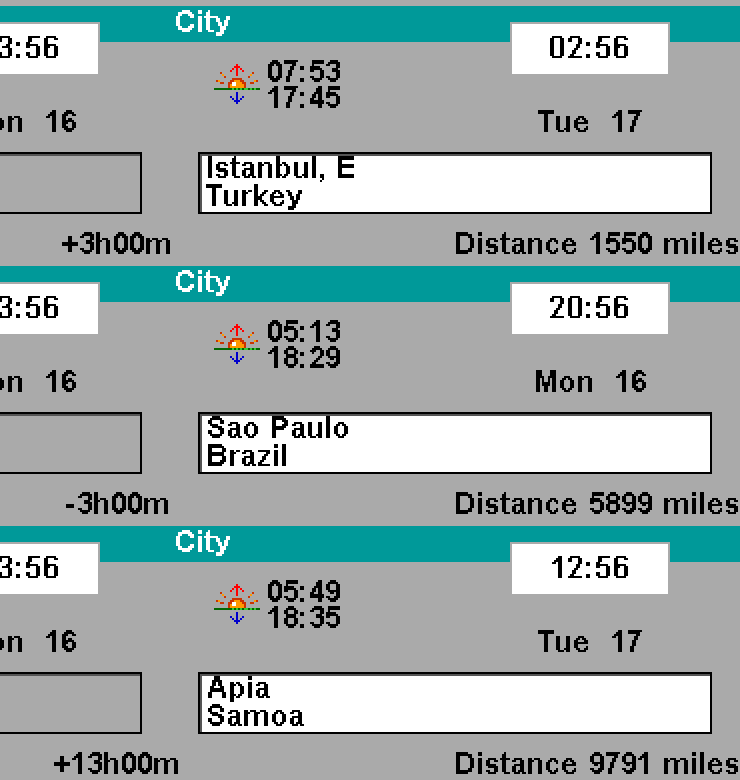 City
3:56 02:56
07:53
17:45
on 16 Tue 17
Istanbul, E
Turkey
+3h00m Distance 1550 miles
City
3:56 20:56
05:13
18:29
on 16 Mon 16
Sao Paulo
Brazil
-3h00m Distance 5899 miles
City
3:56 12:56
05:49
18:35
on 16 Tue 17
Apia
Samoa
+13h00m Distance 9791 miles